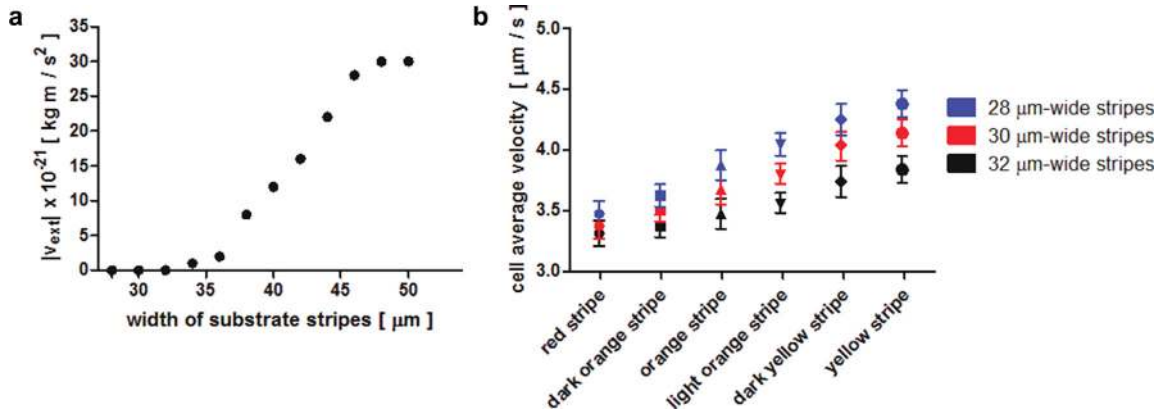 a
|v_ext| x 10^-21 [ kg m / s^2 ]
35
30
25
20
15
10
5
0
30 35 40 45 50
width of substrate stripes [ μm ]
b
cell average velocity [ μm / s ]
5.0
4.5
4.0
3.5
3.0
red stripe
dark orange stripe
orange stripe
light orange stripe
dark yellow stripe
yellow stripe
28 μm-wide stripes
30 μm-wide stripes
32 μm-wide stripes